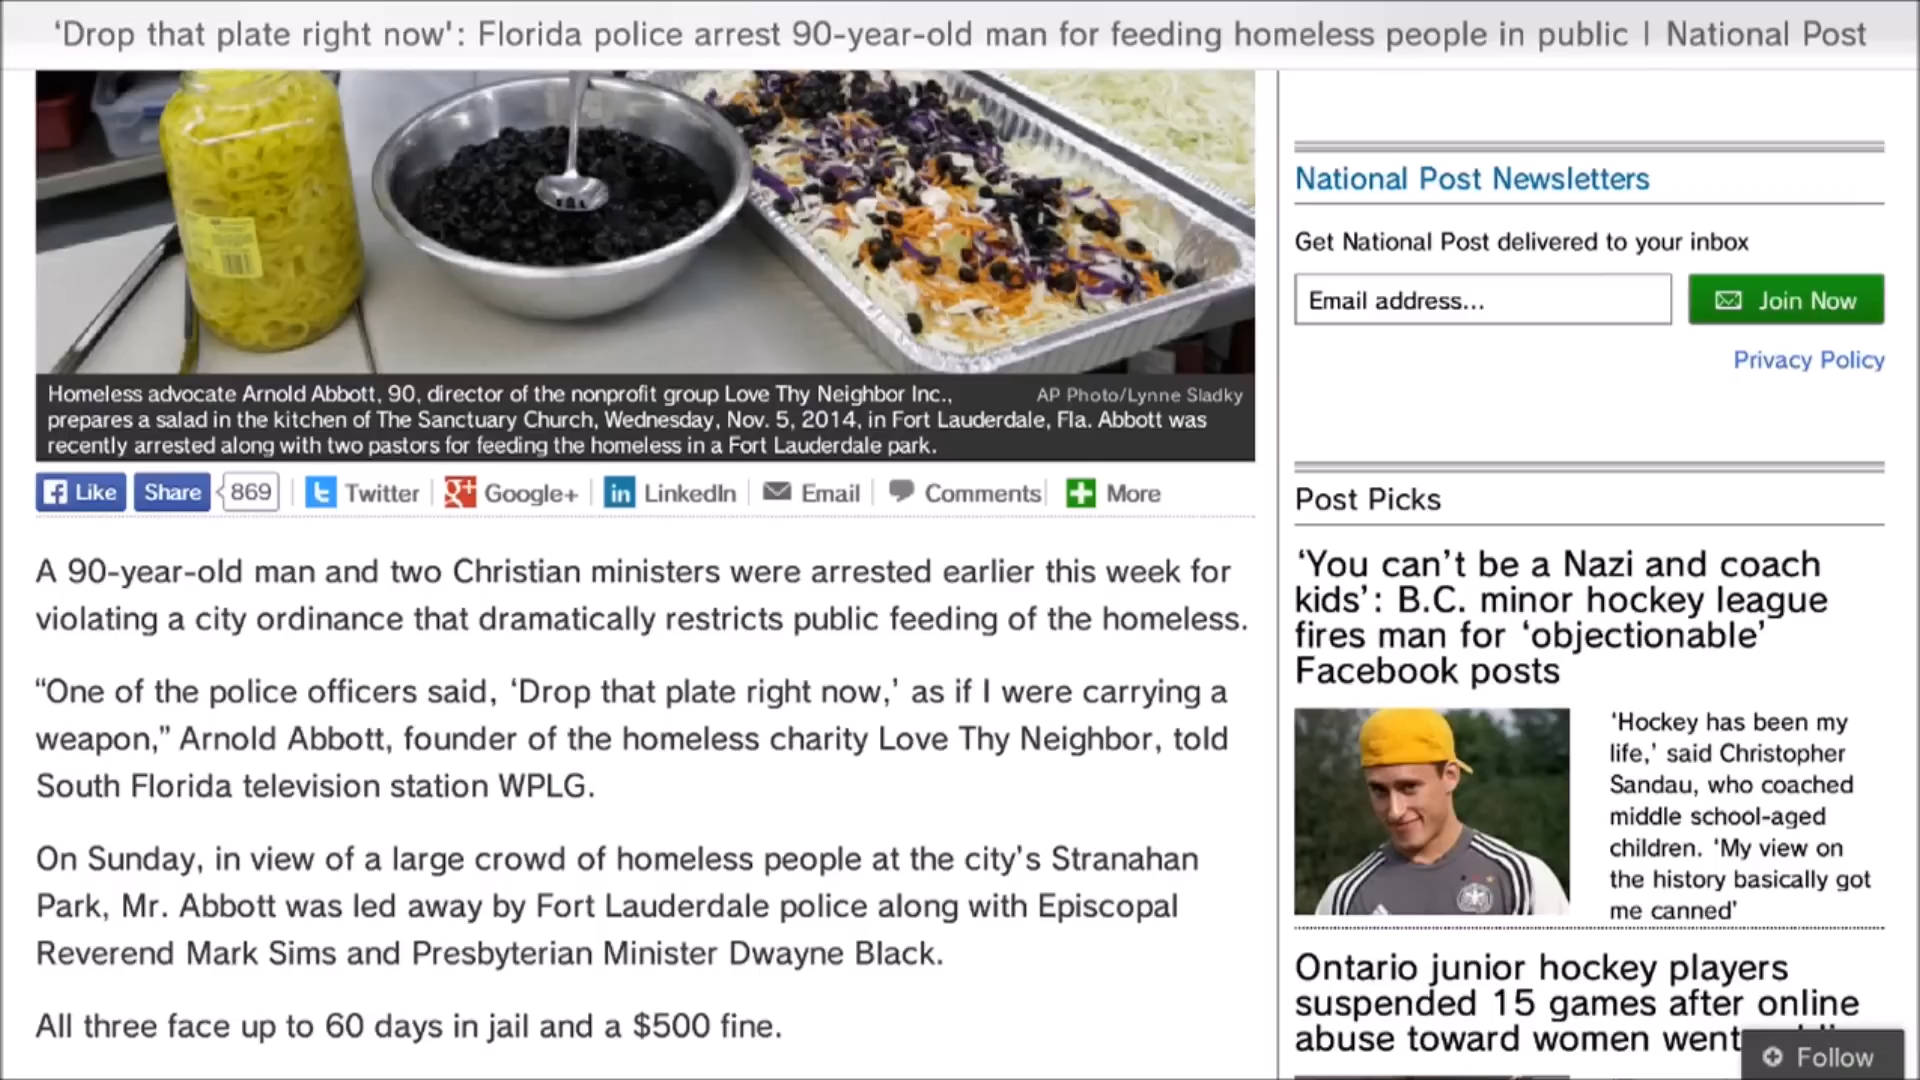 ‘Drop that plate right now': Florida police arrest 90-year-old man for feeding homeless people in public | National Post
Homeless advocate Arnold Abbott, 90, director of the nonprofit group Love Thy Neighbor Inc.,
AP Photo/Lynne Sladky
prepares a salad in the kitchen of The Sanctuary Church, Wednesday, Nov. 5, 2014, in Fort Lauderdale, Fla. Abbott was
recently arrested along with two pastors for feeding the homeless in a Fort Lauderdale park.
Like Share 869 Twitter Google+ LinkedIn Email Comments More
A 90-year-old man and two Christian ministers were arrested earlier this week for
violating a city ordinance that dramatically restricts public feeding of the homeless.
“One of the police officers said, ‘Drop that plate right now,’ as if I were carrying a
weapon,” Arnold Abbott, founder of the homeless charity Love Thy Neighbor, told
South Florida television station WPLG.
On Sunday, in view of a large crowd of homeless people at the city's Stranahan
Park, Mr. Abbott was led away by Fort Lauderdale police along with Episcopal
Reverend Mark Sims and Presbyterian Minister Dwayne Black.
All three face up to 60 days in jail and a $500 fine.
National Post Newsletters
Get National Post delivered to your inbox
Email address... Join Now
Privacy Policy
Post Picks
‘You can’t be a Nazi and coach
kids’: B.C. minor hockey league
fires man for ‘objectionable’
Facebook posts
‘Hockey has been my
life,’ said Christopher
Sandau, who coached
middle school-aged
children. ‘My view on
the history basically got
me canned’
Ontario junior hockey players
suspended 15 games after online
abuse toward women went
Follow